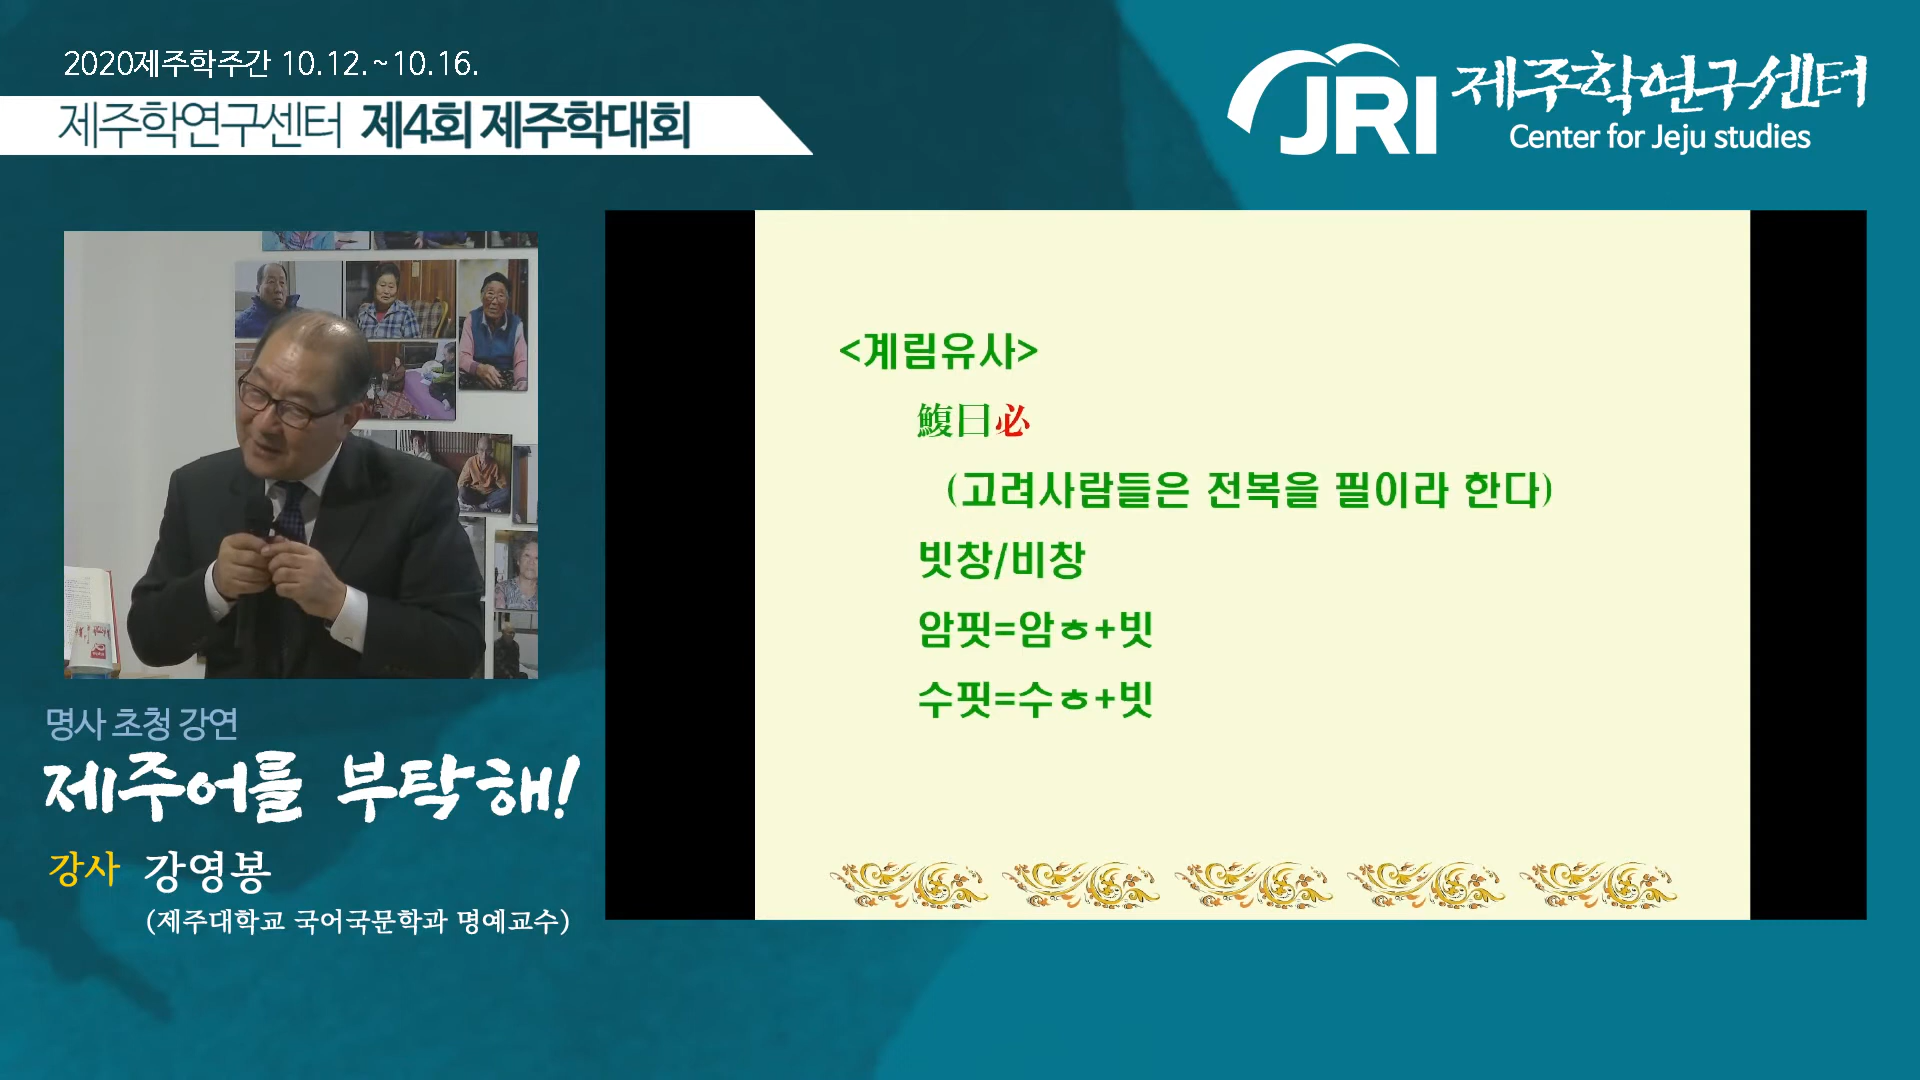 2020제주학주간 10.12.~10.16.
제주학연구센터 제4회 제주학대회
JRI 제주학연구센터
Center for Jeju studies
<계림유사>
鰒曰必
(고려사람들은 전복을 필이라 한다)
빗창/비창
암핏=암ㅎ+빗
수핏=수ㅎ+빗
명사 초청 강연
제주어를 부탁해!
강사 강영봉
(제주대학교 국어국문학과 명예교수)